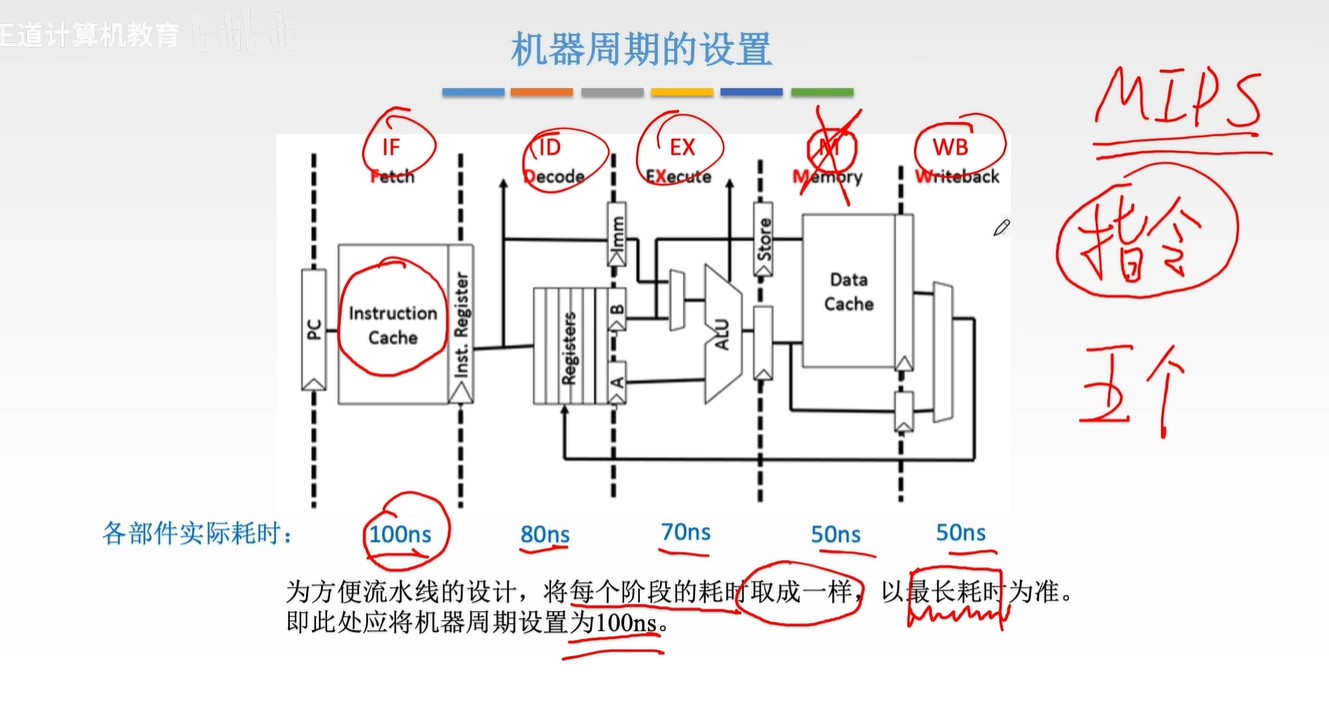 王道计算机教育 bilibili
机器周期的设置
MIPS
IF ID EX M WB
Fetch Decode EXecute Memory Writeback
指令
PC
Instruction
Cache
Inst. Register
Registers
Imm
B
A
ALU
Store
Data
Cache
五个
各部件实际耗时： 100ns 80ns 70ns 50ns 50ns
为方便流水线的设计，将每个阶段的耗时取成一样，以最长耗时为准。
即此处应将机器周期设置为100ns。